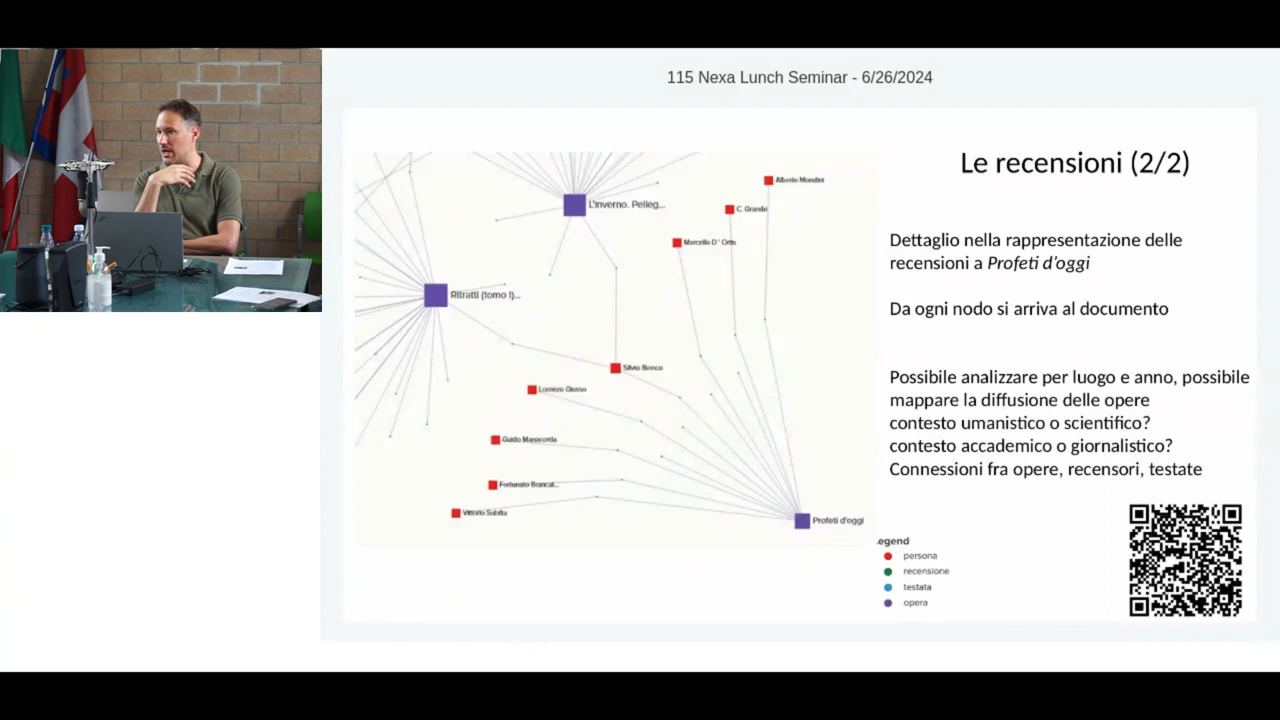 115 Nexa Lunch Seminar - 6/26/2024
Le recensioni (2/2)
Alberto Mondas
C. Grande
L'inverno. Pelleg...
Marcello D' Ortis
Ritratti (tomo I)...
Silvio Benco
Lorenzo Giusso
Guido Manacorda
Fortunato Brancat...
Vittorio Subilia
Profeti d'oggi
Dettaglio nella rappresentazione delle
recensioni a Profeti d'oggi
Da ogni nodo si arriva al documento
Possibile analizzare per luogo e anno, possibile
mappare la diffusione delle opere
contesto umanistico o scientifico?
contesto accademico o giornalistico?
Connessioni fra opere, recensori, testate
egend
persona
recensione
testata
opera